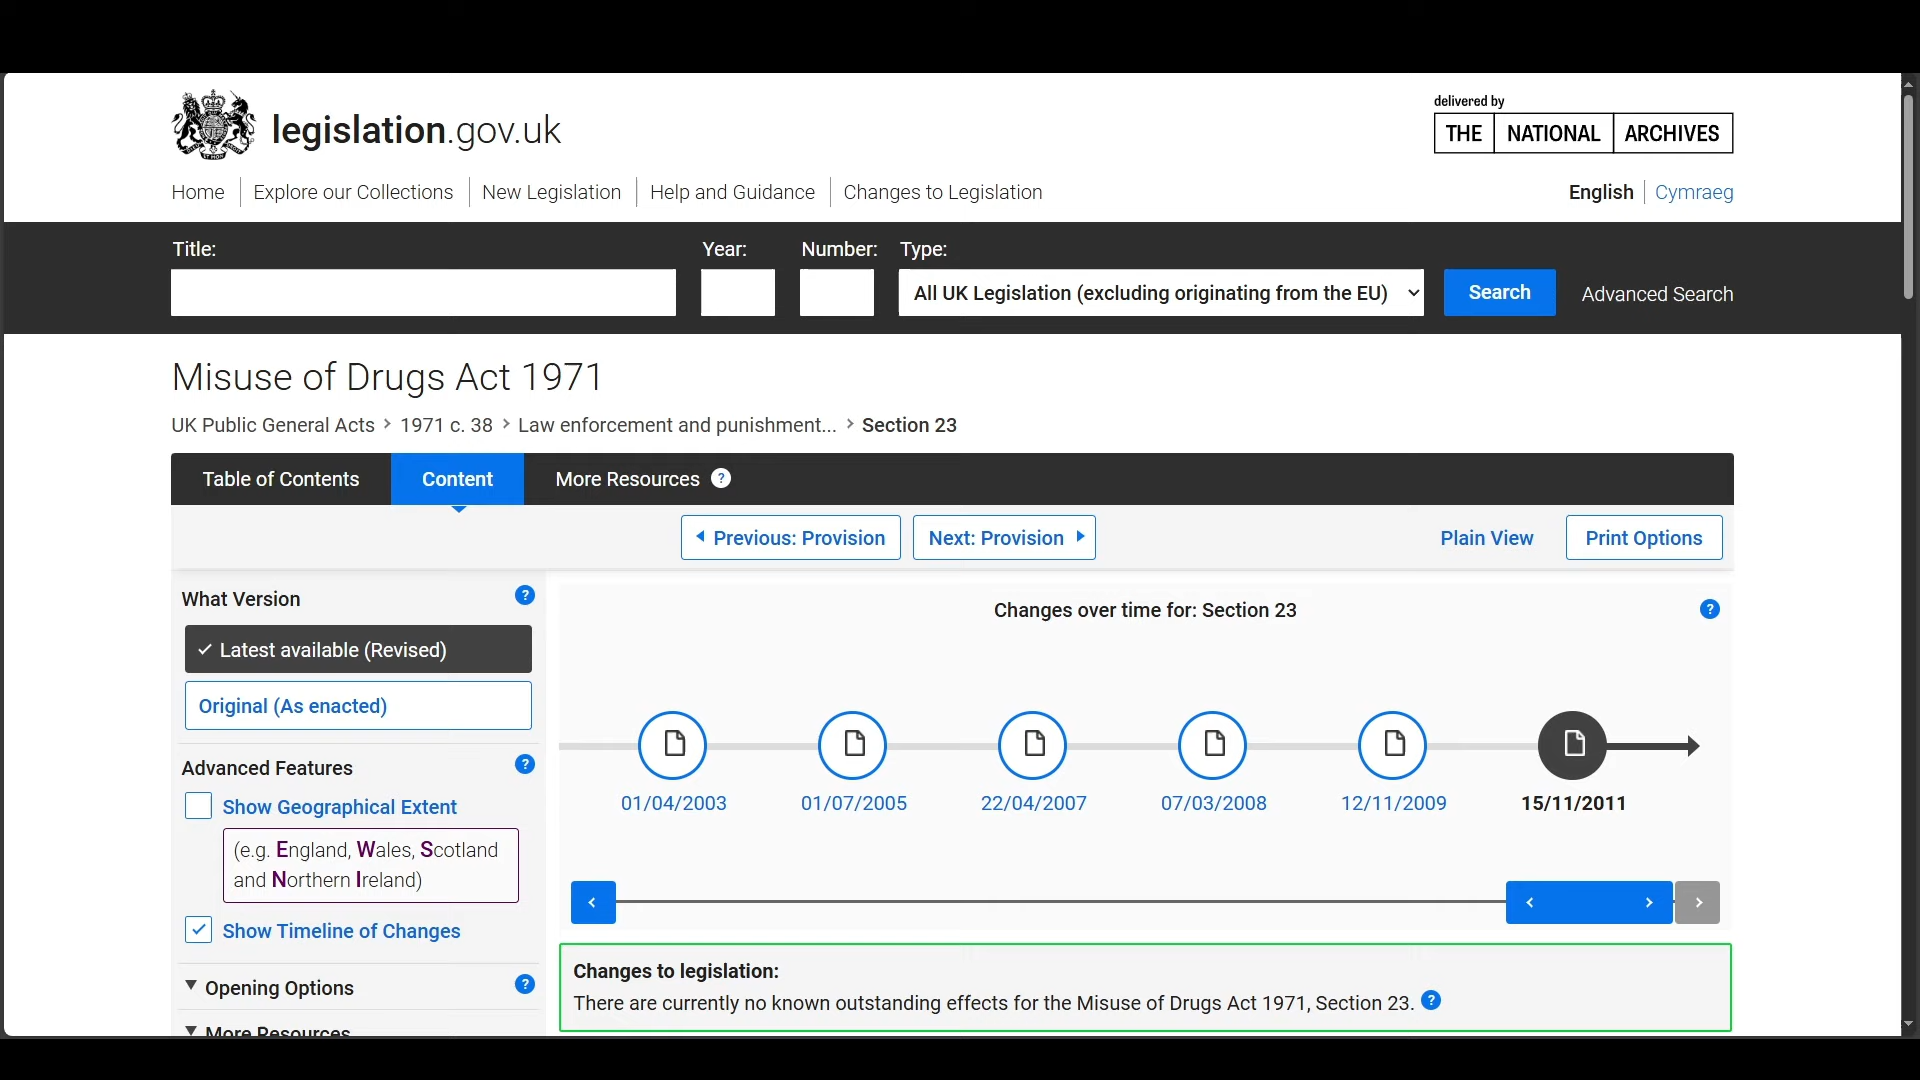 legislation.gov.uk
delivered by
THE NATIONAL ARCHIVES
Home Explore our Collections New Legislation Help and Guidance Changes to Legislation
English Cymraeg
Title: Year: Number: Type:
All UK Legislation (excluding originating from the EU) Search Advanced Search
Misuse of Drugs Act 1971
UK Public General Acts > 1971 c. 38 > Law enforcement and punishment... > Section 23
Table of Contents Content More Resources ?
Previous: Provision Next: Provision Plain View Print Options
What Version ?
Latest available (Revised)
Original (As enacted)
Advanced Features ?
Show Geographical Extent
(e.g. England, Wales, Scotland
and Northern Ireland)
Show Timeline of Changes
Opening Options ?
More Resources
Changes over time for: Section 23 ?
01/04/2003 01/07/2005 22/04/2007 07/03/2008 12/11/2009 15/11/2011
Changes to legislation:
There are currently no known outstanding effects for the Misuse of Drugs Act 1971, Section 23. ?